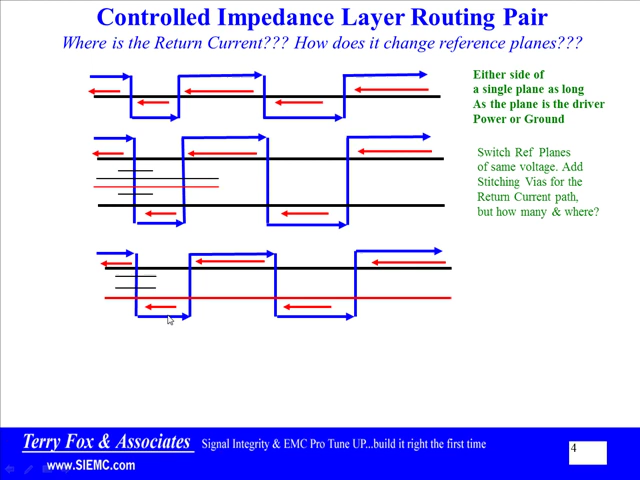 Controlled Impedance Layer Routing Pair
Where is the Return Current??? How does it change reference planes???
Either side of
a single plane as long
As the plane is the driver
Power or Ground
Switch Ref Planes
of same voltage. Add
Stitching Vias for the
Return Current path,
but how many & where?
Terry Fox & Associates Signal Integrity & EMC Pro Tune UP...build it right the first time
www.SIEMC.com
4